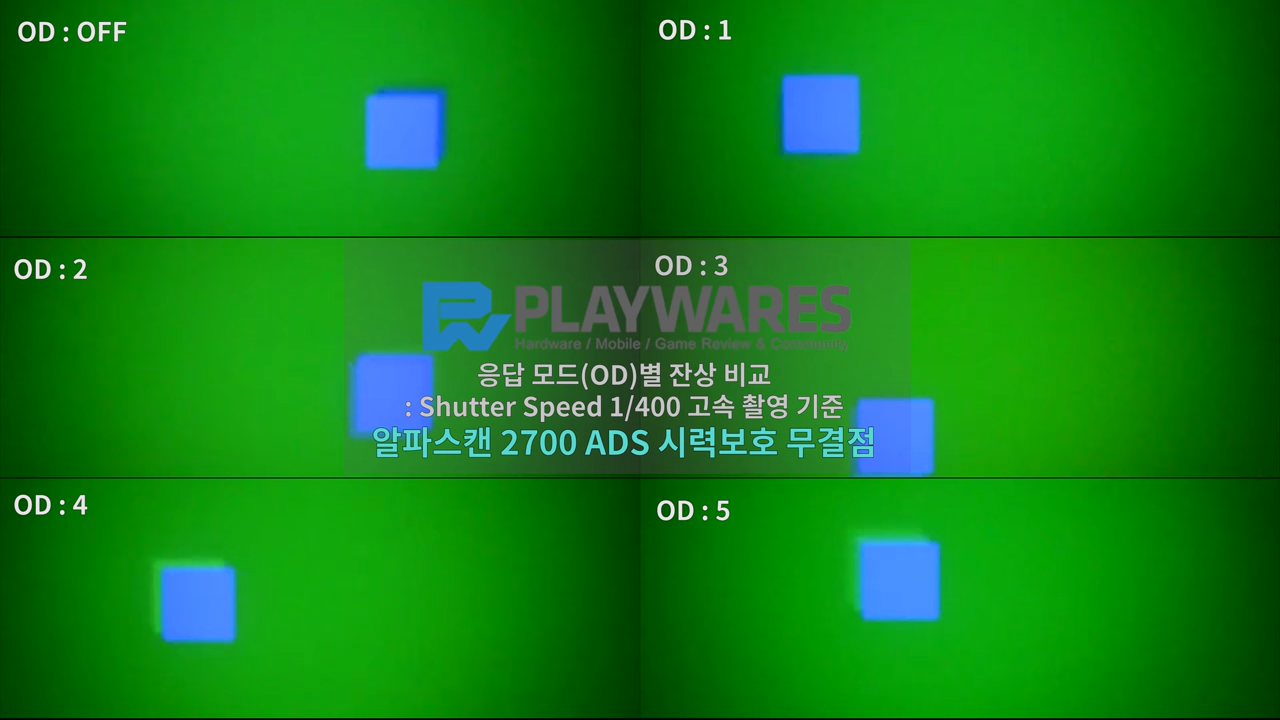 OD : OFF
OD : 1
OD : 2
OD : 3
PLAYWARES
Hardware / Mobile / Game Review & Community
응답 모드(OD)별 잔상 비교
: Shutter Speed 1/400 고속 촬영 기준
알파스캔 2700 ADS 시력보호 무결점
OD : 4
OD : 5